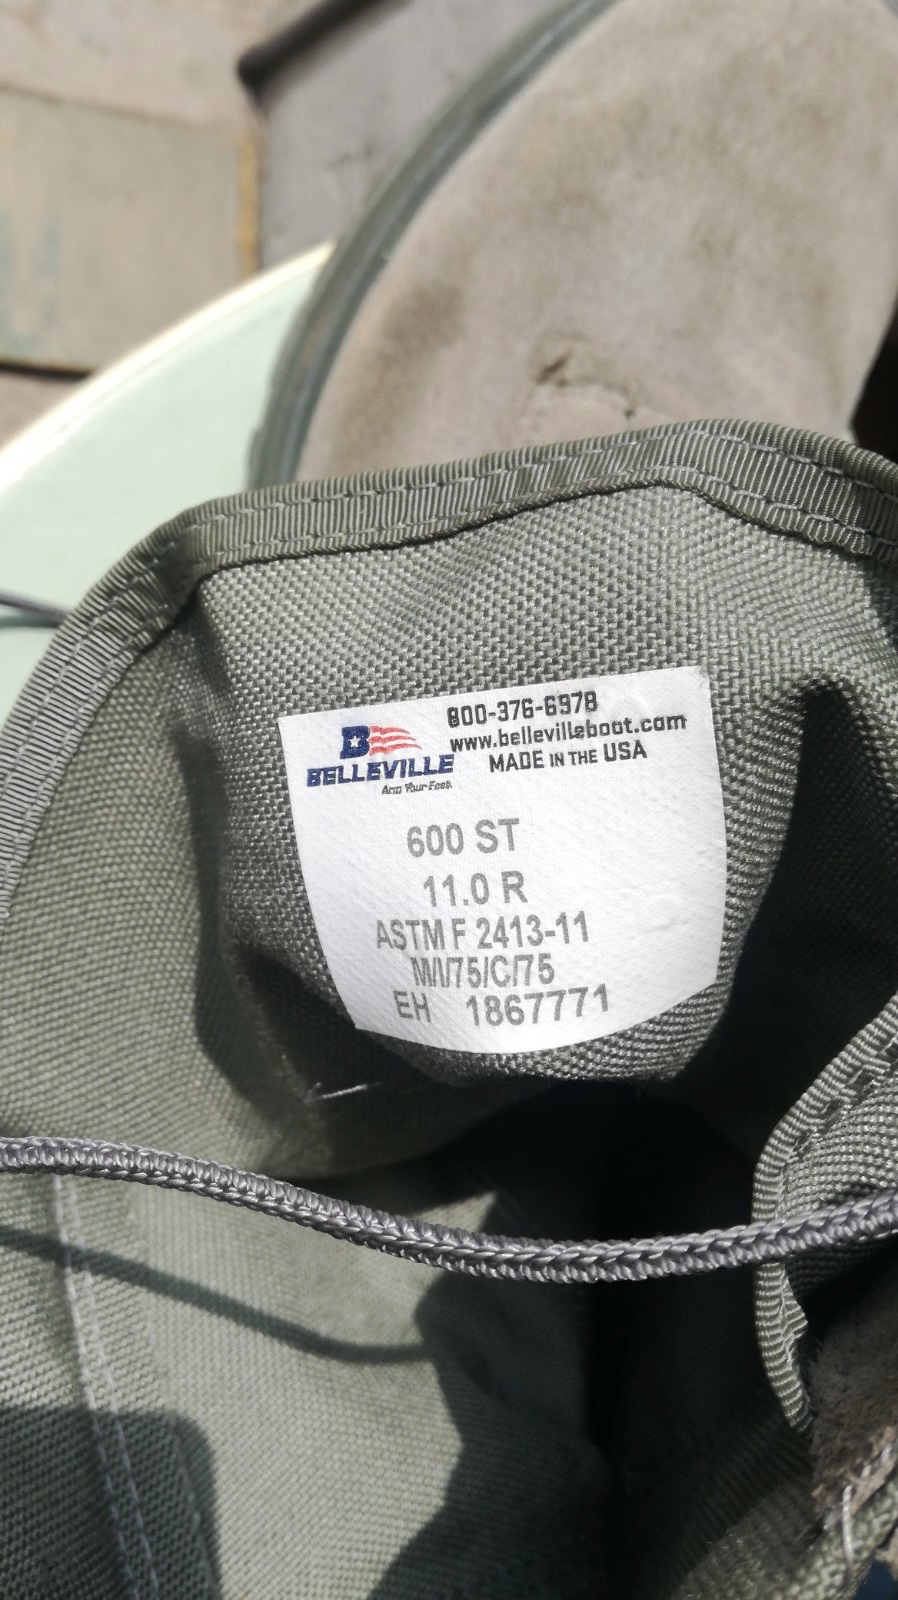 800-376-6978
www.bellevilleboot.com
MADE IN THE USA
B
BELLEVILLE
Arm Your Feet.
600 ST
11.0 R
ASTM F 2413-11
M/I/75/C/75
EH 1867771